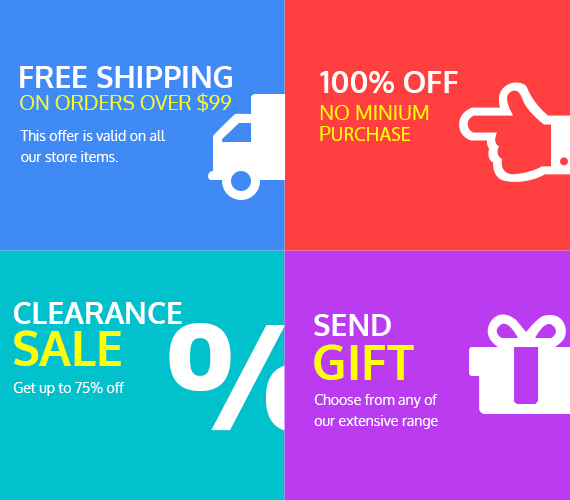 FREE SHIPPING
ON ORDERS OVER $99
This offer is valid on all
our store items.
100% OFF
NO MINIUM
PURCHASE
CLEARANCE
SALE
Get up to 75% off
%
SEND
GIFT
Choose from any of
our extensive range